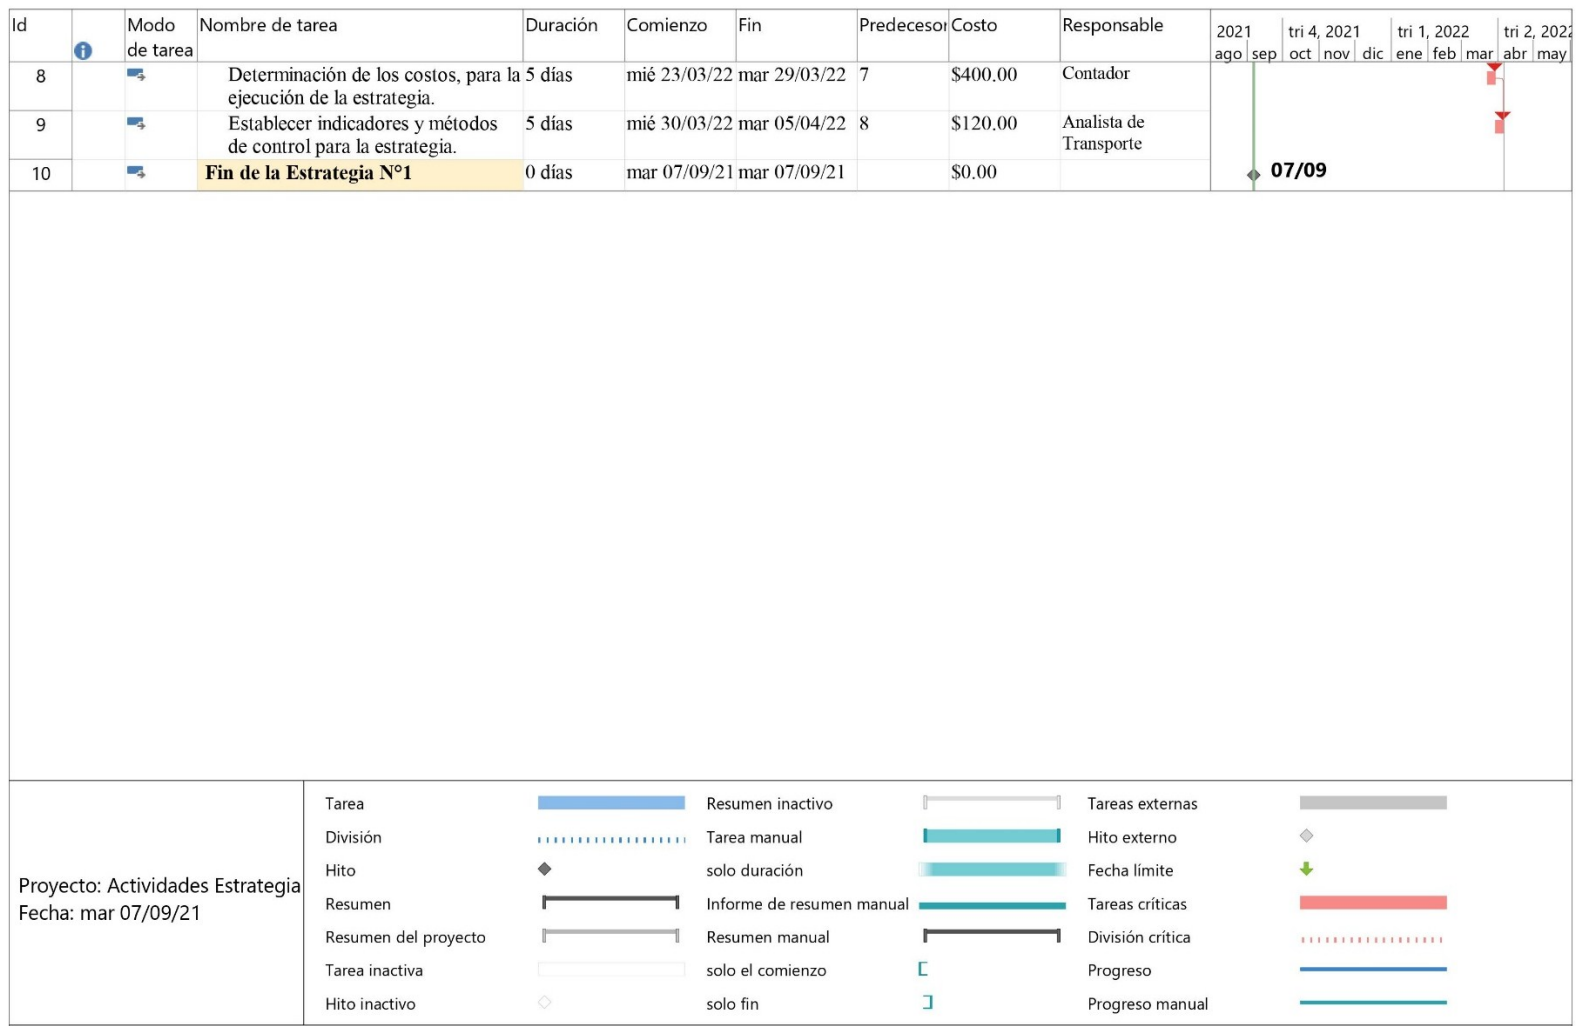 Id Modo de tarea Nombre de tarea Duración Comienzo Fin Predecesor Costo Responsable
2021 tri 4, 2021 tri 1, 2022 tri 2, 202
ago sep oct nov dic ene feb mar abr may
8 Determinación de los costos, para la 5 días mié 23/03/22 mar 29/03/22 7 $400.00 Contador
ejecución de la estrategia.
9 Establecer indicadores y métodos 5 días mié 30/03/22 mar 05/04/22 8 $120.00 Analista de
de control para la estrategia. Transporte
10 Fin de la Estrategia N°1 0 días mar 07/09/21 mar 07/09/21 $0.00 07/09
Proyecto: Actividades Estrategia
Fecha: mar 07/09/21
Tarea Resumen inactivo Tareas externas
División Tarea manual Hito externo
Hito solo duración Fecha límite
Resumen Informe de resumen manual Tareas críticas
Resumen del proyecto Resumen manual División crítica
Tarea inactiva solo el comienzo Progreso
Hito inactivo solo fin Progreso manual